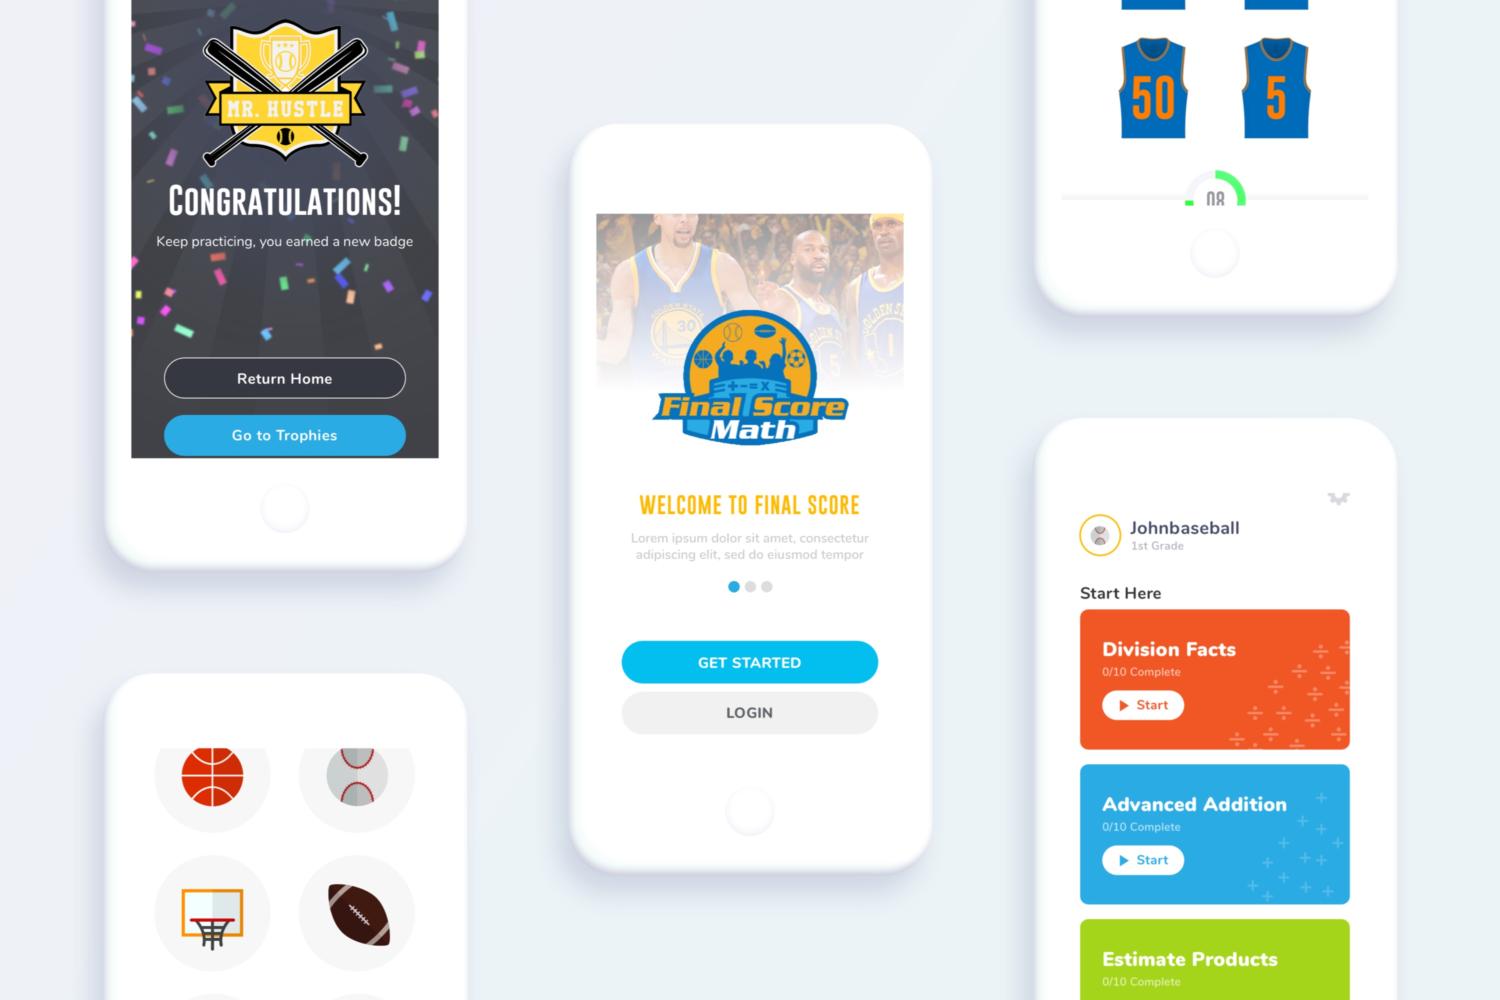 MR. HUSTLE
CONGRATULATIONS!
Keep practicing, you earned a new badge
Return Home
Go to Trophies
30
Final Score
Math
WELCOME TO FINAL SCORE
Lorem ipsum dolor sit amet, consectetur
adipiscing elit, sed do eiusmod tempor
GET STARTED
LOGIN
50
5
08
Johnbaseball
1st Grade
Start Here
Division Facts
0/10 Complete
Start
Advanced Addition
0/10 Complete
Start
Estimate Products
0/10 Complete